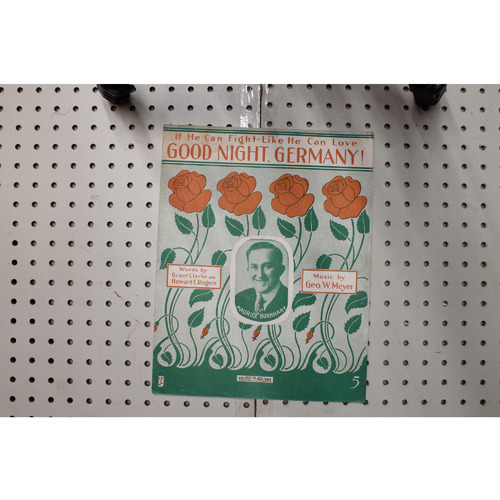 If He Can Fight Like He Can Love
GOOD NIGHT, GERMANY!
Words by
Grant Clarke and
Howard E. Rogers
Music by
Geo. W. Meyer
MAURICE BURKHART
5